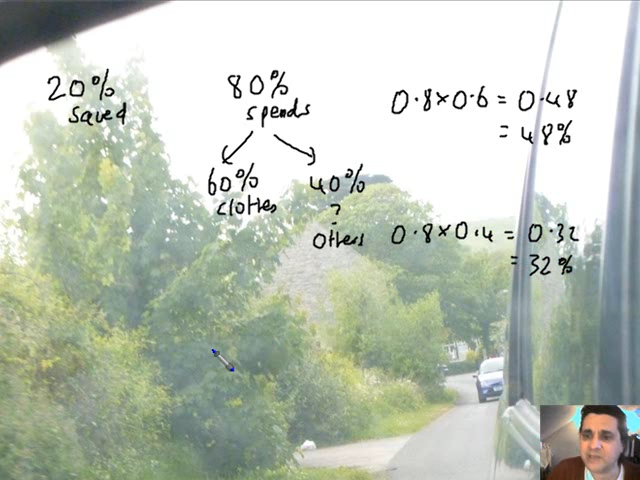 20%
saved
80%
spends
60%
clothes
40%
?
others
0.8 × 0.6 = 0.48
= 48%
0.8 × 0.4 = 0.32
= 32%